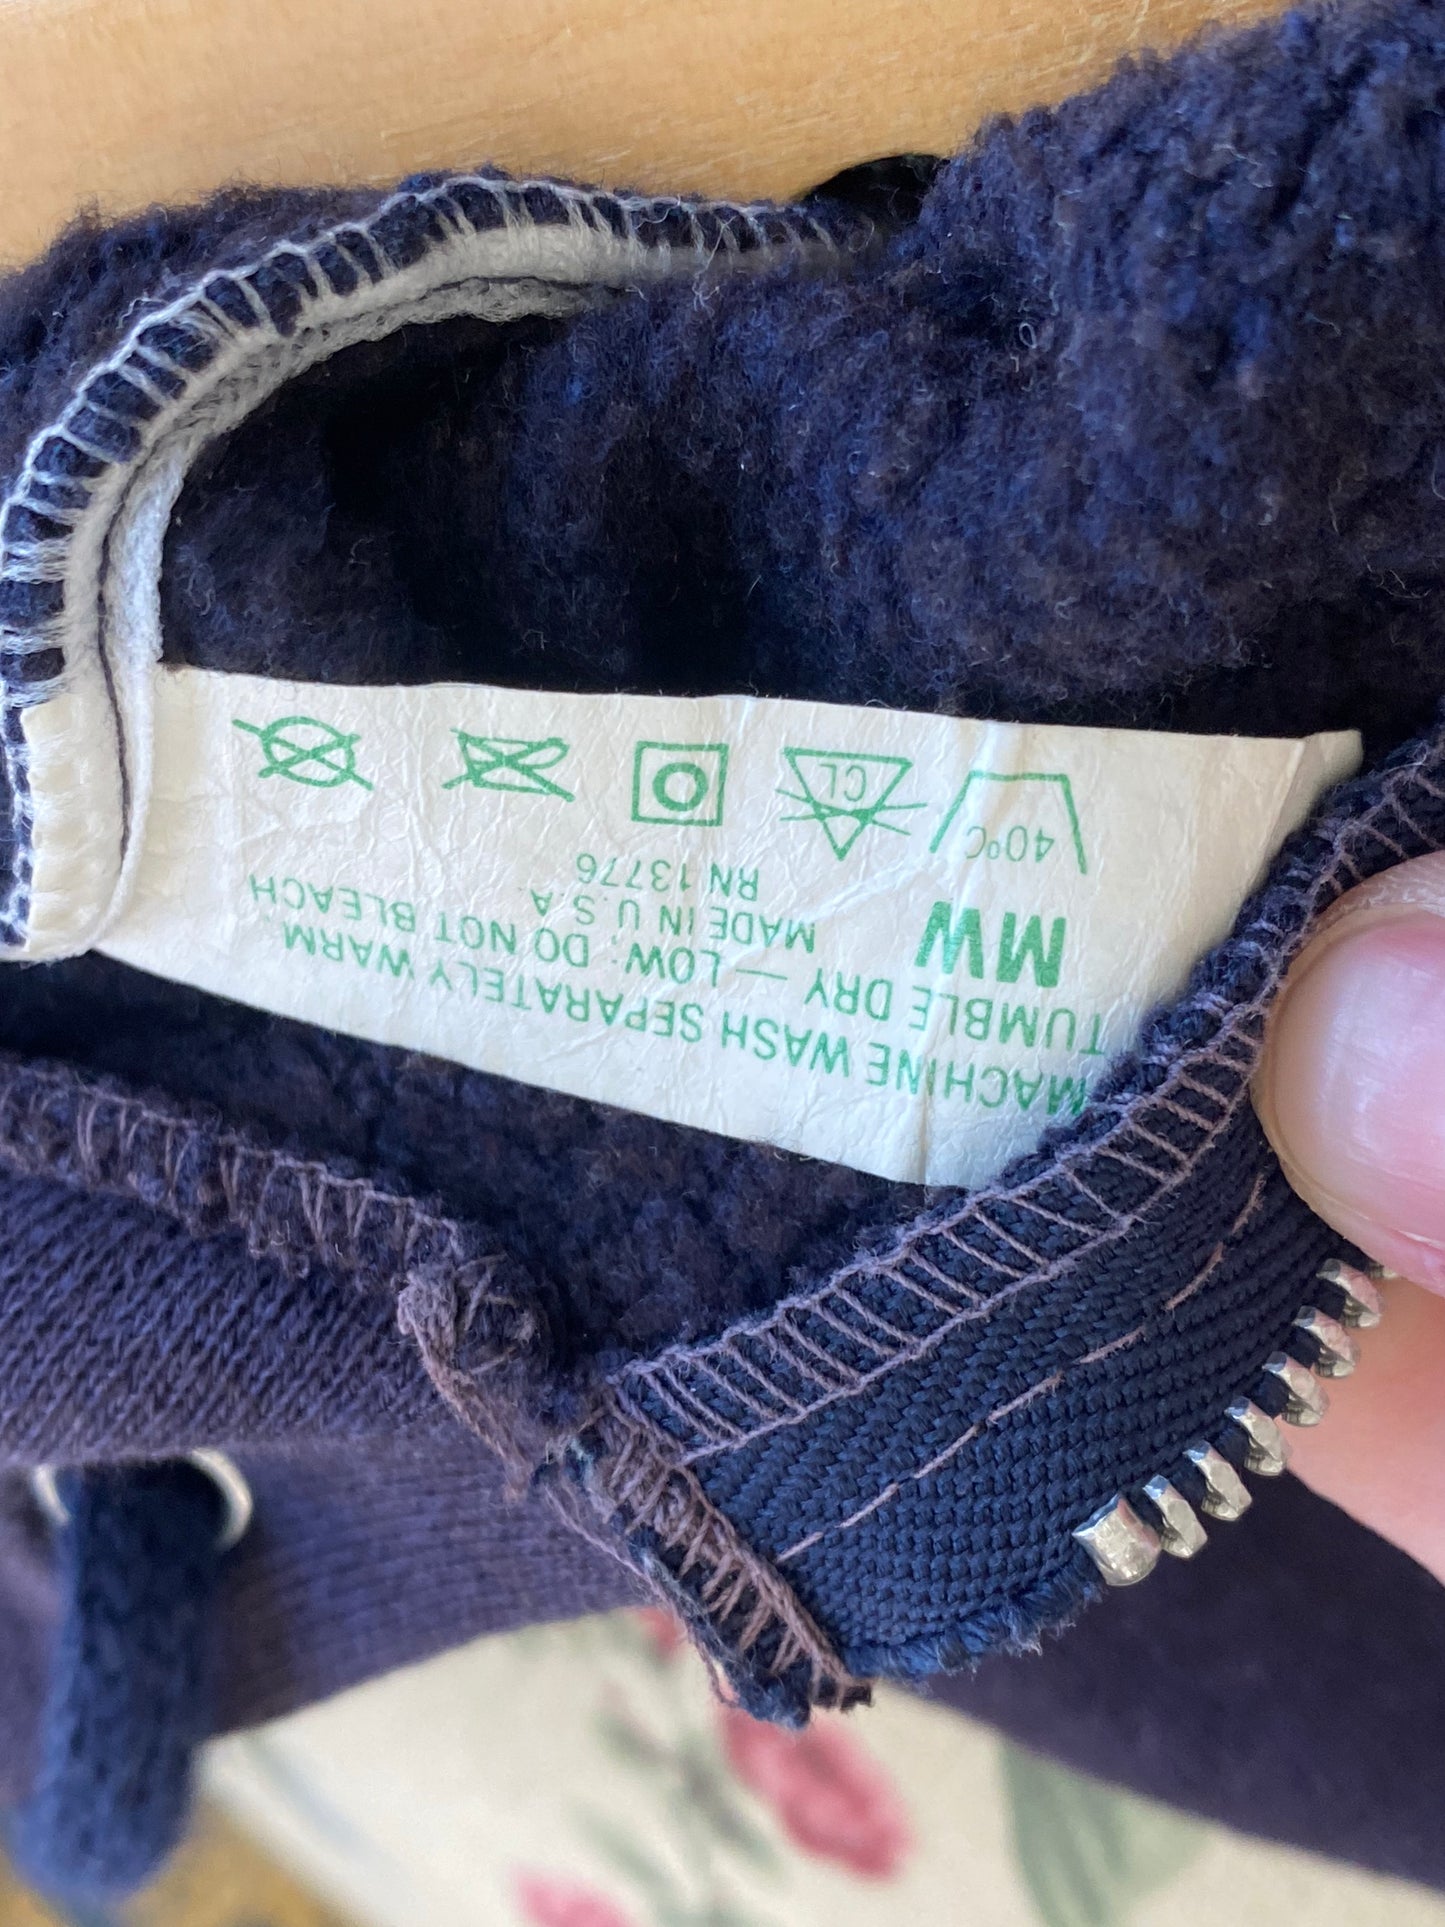 MACHINE WASH SEPARATELY WARM
TUMBLE DRY — LOW: DO NOT BLEACH
MW
MADE IN U.S.A.
RN 13776
40°C
CL